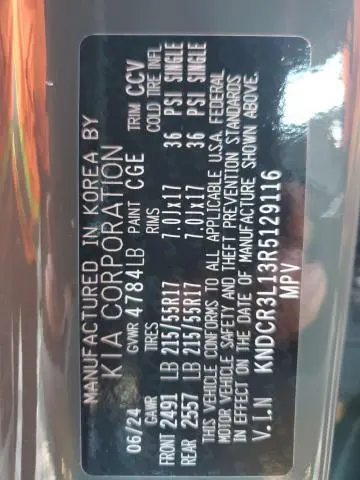 MANUFACTURED IN KOREA BY
KIA CORPORATION
06/24 GVWR 4784LB PAINT CGE TRIM CCV
GAWR TIRES RIMS COLD TIRE INFL
FRONT 2491 LB 215/55R17 7.0Jx17 36 PSI SINGLE
REAR 2557 LB 215/55R17 7.0Jx17 36 PSI SINGLE
THIS VEHICLE CONFORMS TO ALL APPLICABLE U.S.A. FEDERAL
MOTOR VEHICLE SAFETY AND THEFT PREVENTION STANDARDS
IN EFFECT ON THE DATE OF MANUFACTURE SHOWN ABOVE.
V.I.N KNDCR3L13R5129116
MPV